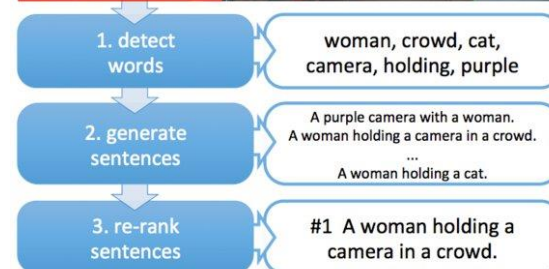 1. detect
words
woman, crowd, cat,
camera, holding, purple
2. generate
sentences
A purple camera with a woman.
A woman holding a camera in a crowd.
...
A woman holding a cat.
3. re-rank
sentences
#1 A woman holding a
camera in a crowd.